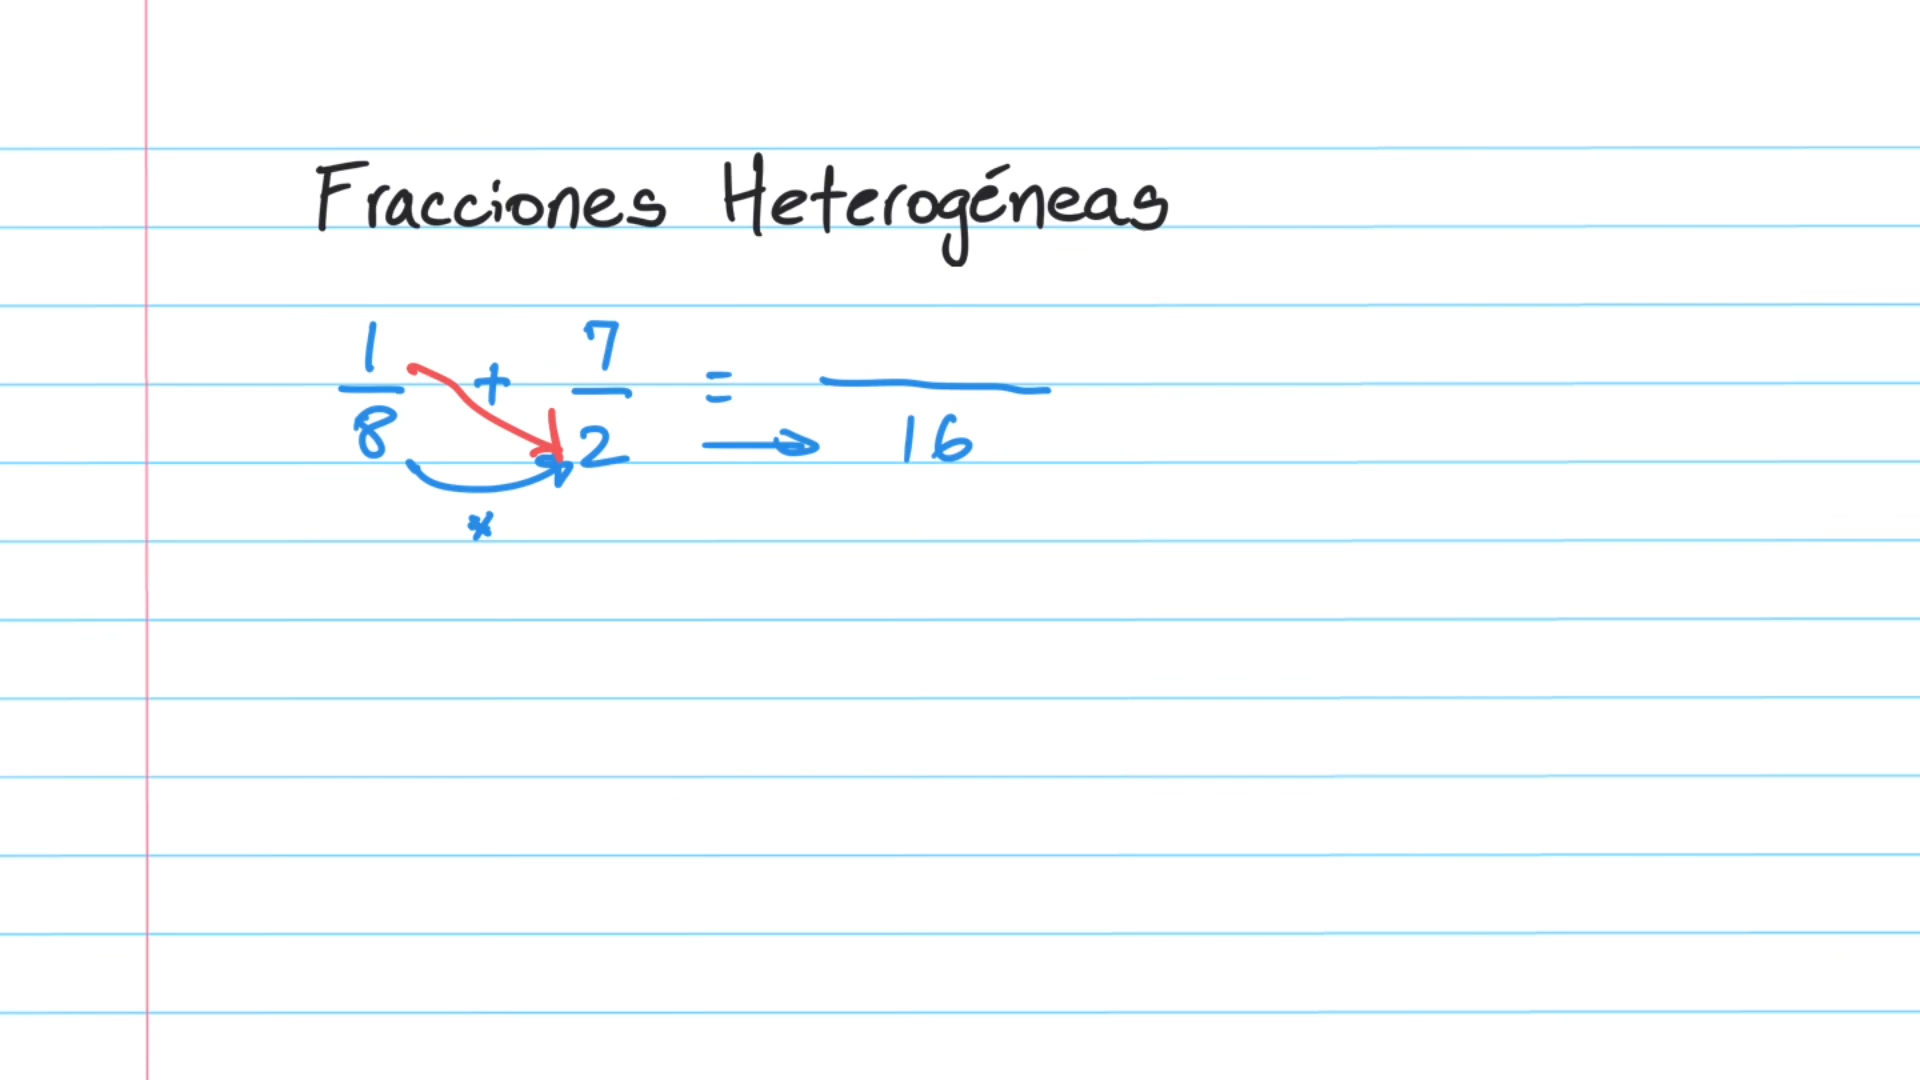 Fracciones Heterogéneas
1/8 + 7/2 = ―/16
→
*